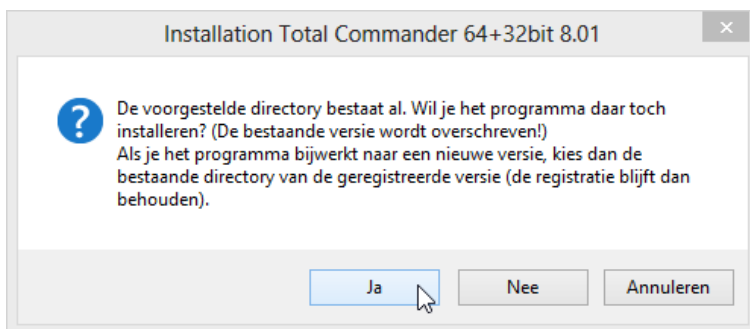 Installation Total Commander 64+32bit 8.01
De voorgestelde directory bestaat al. Wil je het programma daar toch
installeren? (De bestaande versie wordt overschreven!)
Als je het programma bijwerkt naar een nieuwe versie, kies dan de
bestaande directory van de geregistreerde versie (de registratie blijft dan
behouden).
Ja Nee Annuleren